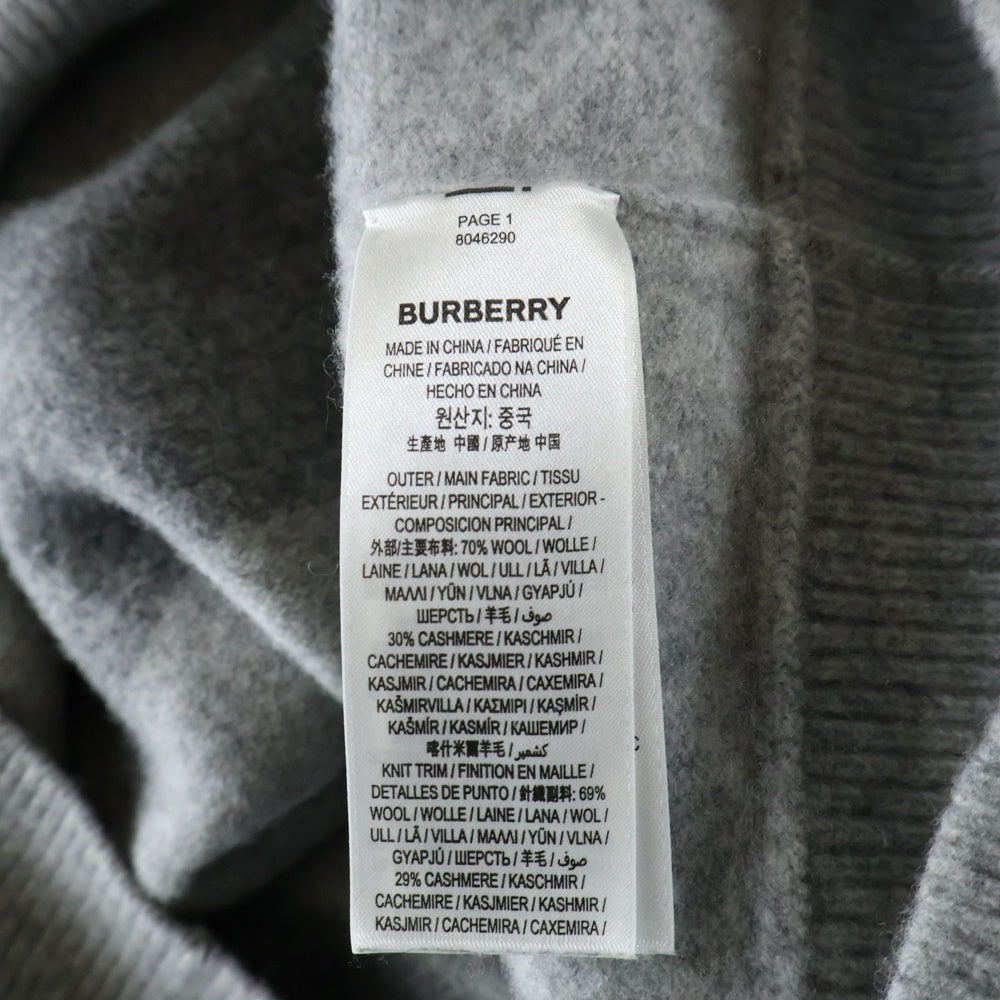 PAGE 1
8046290
BURBERRY
MADE IN CHINA / FABRIQUÉ EN
CHINE / FABRICADO NA CHINA /
HECHO EN CHINA
원산지: 중국
生產地 中國 / 原产地 中国
OUTER / MAIN FABRIC / TISSU
EXTÉRIEUR / PRINCIPAL / EXTERIOR -
COMPOSICION PRINCIPAL /
外部/主要布料: 70% WOOL / WOLLE /
LAINE / LANA / WOL / ULL / LÃ / VILLA /
ΜΑΛΛΙ / YÜN / VLNA / GYAPJÚ /
ШЕРСТЬ / 羊毛 / صوف /
30% CASHMERE / KASCHMIR /
CACHEMIRE / KASJMIER / KASHMIR /
KASJMIR / CACHEMIRA / CAXEMIRA /
KAŠMIRVILLA / ΚΑΣΜΙΡΙ / KAŞMİR /
KAŠMÍR / KASMÍR / КАШЕМИР /
喀什米爾羊毛 / كشمير /
KNIT TRIM / FINITION EN MAILLE /
DETALLES DE PUNTO / 針織副料: 69%
WOOL / WOLLE / LAINE / LANA / WOL /
ULL / LÃ / VILLA / ΜΑΛΛΙ / YÜN / VLNA /
GYAPJÚ / ШЕРСТЬ / 羊毛 / صوف /
29% CASHMERE / KASCHMIR /
CACHEMIRE / KASJMIER / KASHMIR /
KASJMIR / CACHEMIRA / CAXEMIRA /